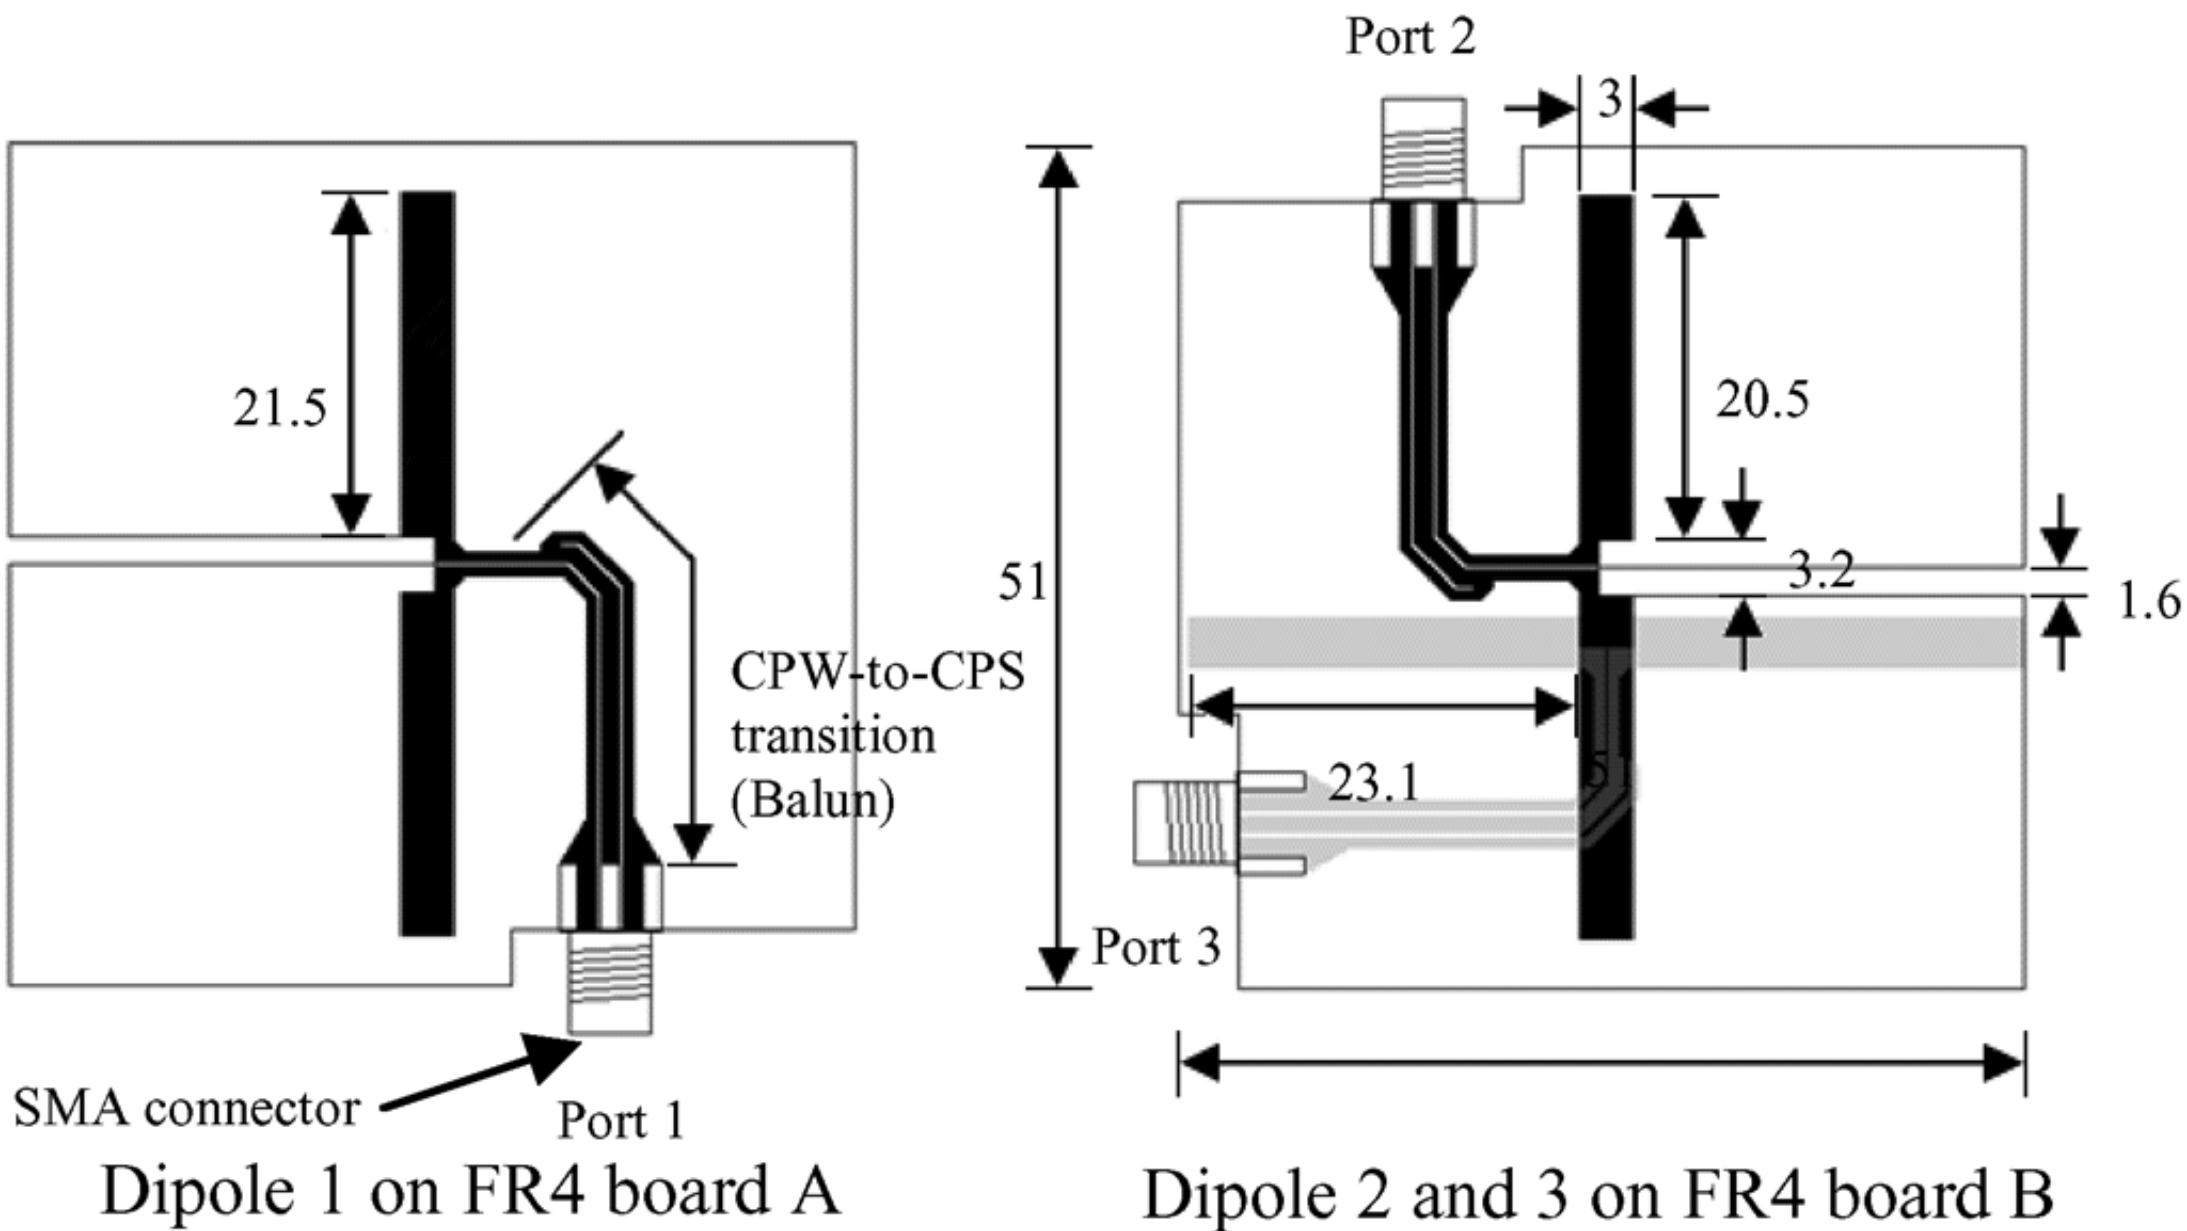 Port 2
3
21.5
20.5
51
3.2
1.6
CPW-to-CPS
transition
(Balun)
23.1
Port 3
SMA connector
Port 1
Dipole 1 on FR4 board A
Dipole 2 and 3 on FR4 board B